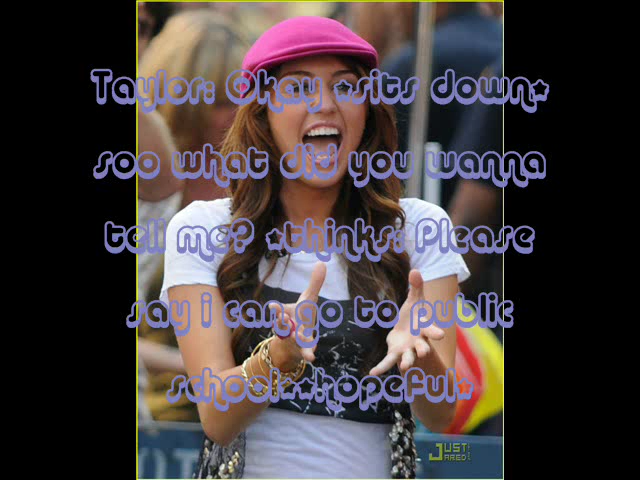 Taylor: Okay *sits down*
soo what did you wanna
tell me? *thinks: Please
say i can go to public
school**hopeful*
JUST
JARED!